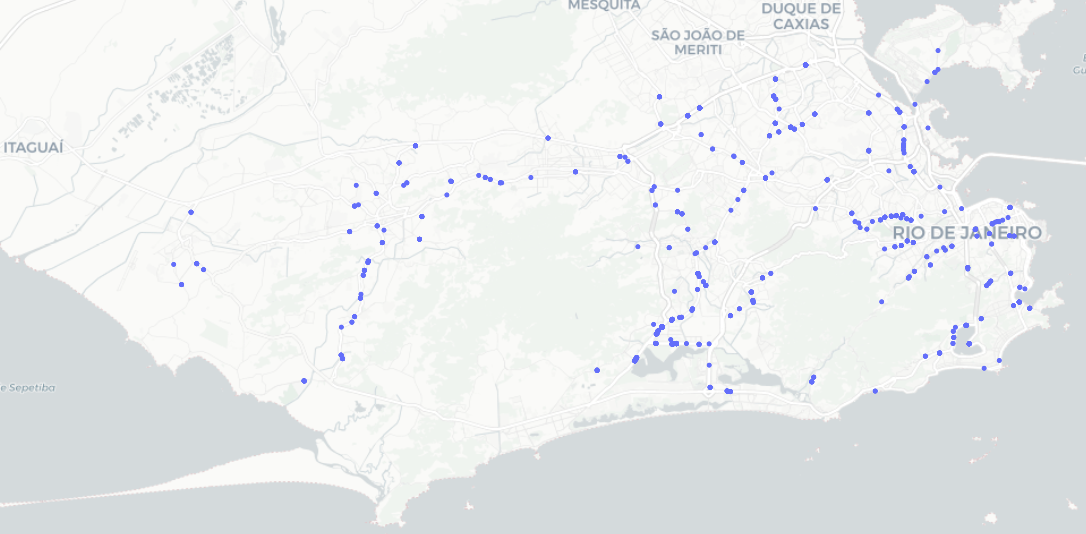 MESQUITA
DUQUE DE
CAXIAS
SÃO JOÃO DE
MERITI
ITAGUAÍ
RIO DE JANEIRO
e Sepetiba